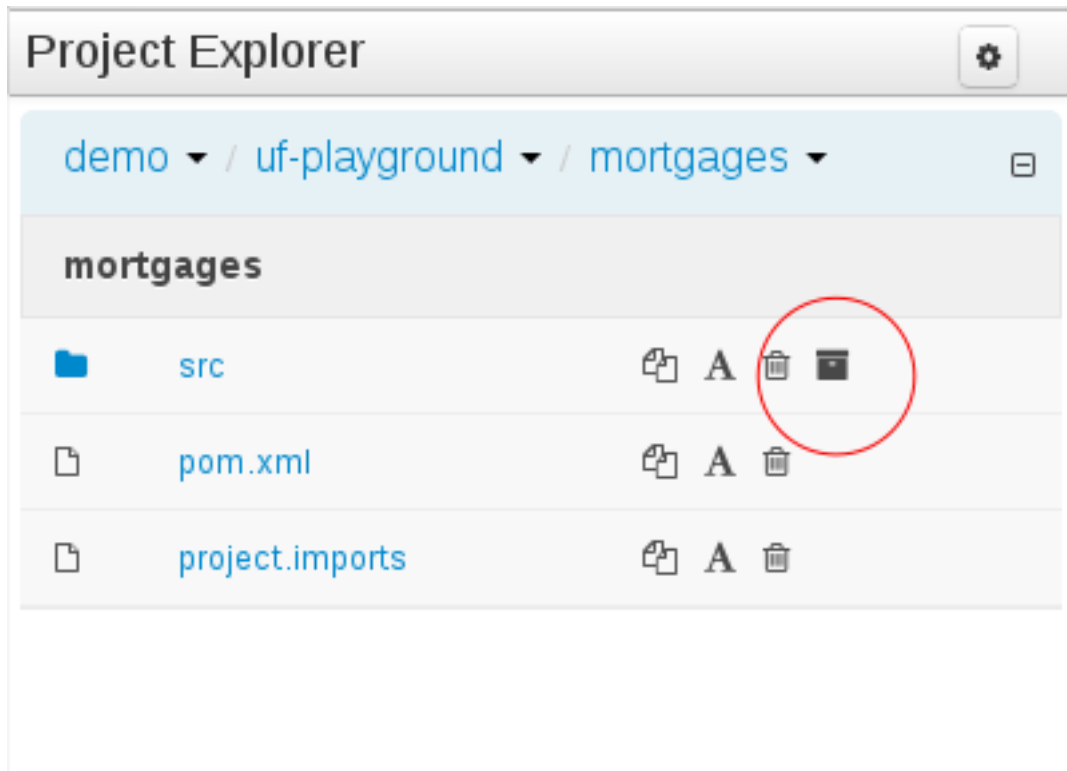 Project Explorer
demo / uf-playground / mortgages
mortgages
src
pom.xml
project.imports